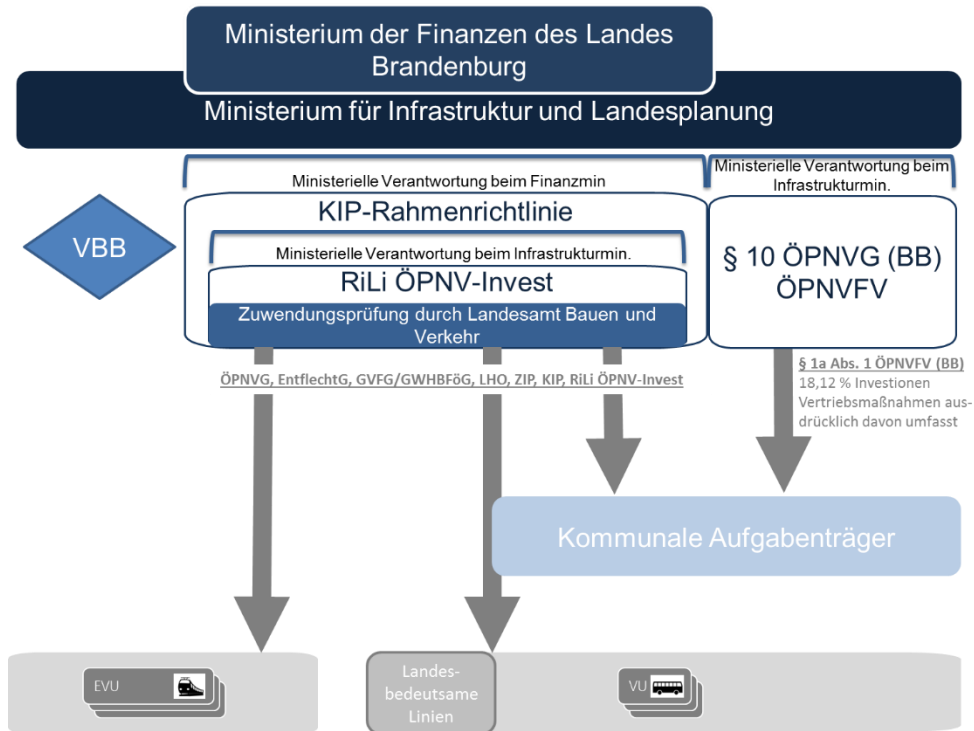 Ministerium der Finanzen des Landes
Brandenburg
Ministerium für Infrastruktur und Landesplanung
Ministerielle Verantwortung beim Finanzmin
Ministerielle Verantwortung beim
Infrastrukturmin.
KIP-Rahmenrichtlinie
VBB
Ministerielle Verantwortung beim Infrastrukturmin.
RiLi ÖPNV-Invest
Zuwendungsprüfung durch Landesamt Bauen und
Verkehr
§ 10 ÖPNVG (BB)
ÖPNVFV
ÖPNVG, EntflechtG, GVFG/GWHBFöG, LHO, ZIP, KIP, RiLi ÖPNV-Invest
§ 1a Abs. 1 ÖPNVFV (BB)
18,12 % Investionen
Vertriebsmaßnahmen aus-
drücklich davon umfasst
Kommunale Aufgabenträger
EVU
Landes-
bedeutsame
Linien
VU